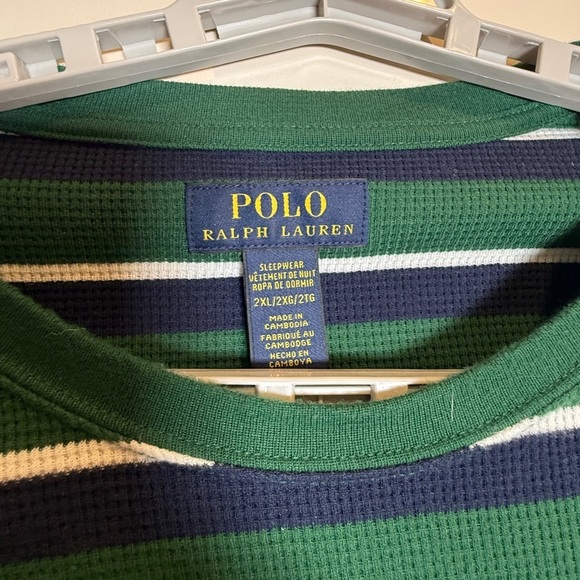 POLO
RALPH LAUREN
SLEEPWEAR
VÊTEMENT DE NUIT
ROPA DE DORMIR
2XL/2XG/2TG
MADE IN
CAMBODIA
FABRIQUÉ AU
CAMBODGE
HECHO EN
CAMBOYA